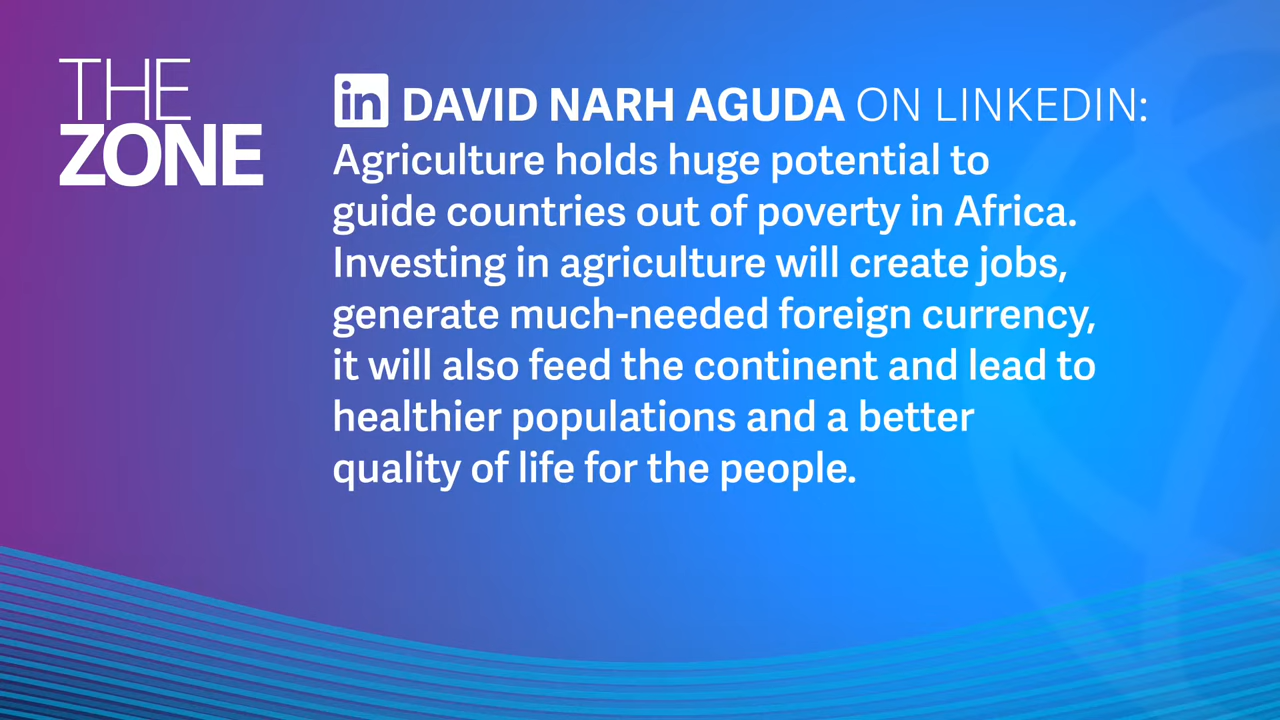 THE
ZONE
in DAVID NARH AGUDA ON LINKEDIN:
Agriculture holds huge potential to
guide countries out of poverty in Africa.
Investing in agriculture will create jobs,
generate much-needed foreign currency,
it will also feed the continent and lead to
healthier populations and a better
quality of life for the people.